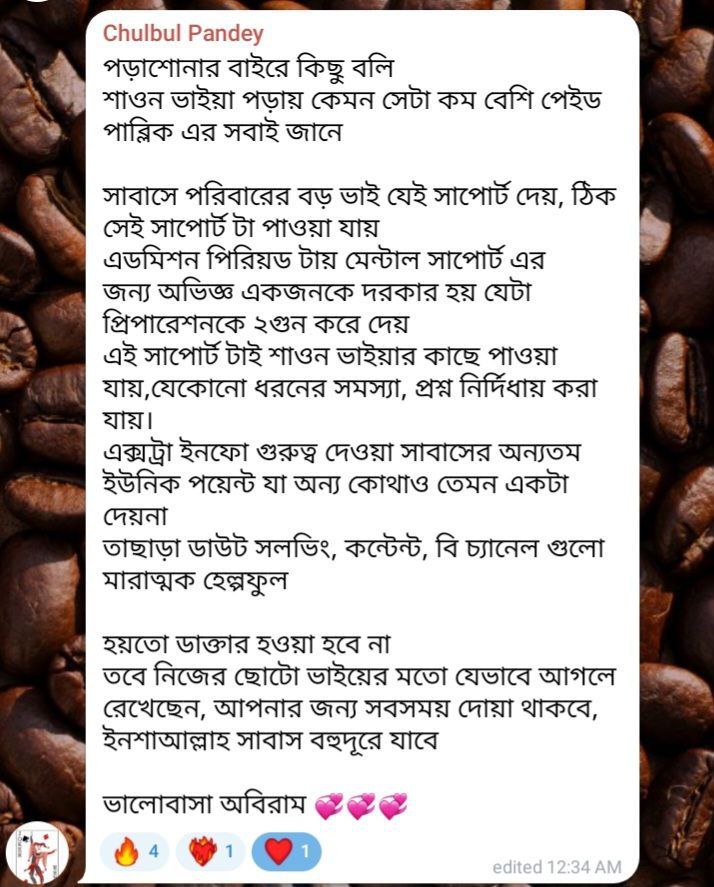 Chulbul Pandey
পড়াশোনার বাইরে কিছু বলি
শাওন ভাইয়া পড়ায় কেমন সেটা কম বেশি পেইড
পাব্লিক এর সবাই জানে
সাবাসে পরিবারের বড় ভাই যেই সাপোর্ট দেয়, ঠিক
সেই সাপোর্ট টা পাওয়া যায়
এডমিশন পিরিয়ড টায় মেন্টাল সাপোর্ট এর
জন্য অভিজ্ঞ একজনকে দরকার হয় যেটা
প্রিপারেশনকে ২গুন করে দেয়
এই সাপোর্ট টাই শাওন ভাইয়ার কাছে পাওয়া
যায়,যেকোনো ধরনের সমস্যা, প্রশ্ন নির্দিধায় করা
যায়।
এক্সট্রা ইনফো গুরুত্ব দেওয়া সাবাসের অন্যতম
ইউনিক পয়েন্ট যা অন্য কোথাও তেমন একটা
দেয়না
তাছাড়া ডাউট সলভিং, কন্টেন্ট, বি চ্যানেল গুলো
মারাত্মক হেল্পফুল
হয়তো ডাক্তার হওয়া হবে না
তবে নিজের ছোটো ভাইয়ের মতো যেভাবে আগলে
রেখেছেন, আপনার জন্য সবসময় দোয়া থাকবে,
ইনশাআল্লাহ সাবাস বহুদূরে যাবে
ভালোবাসা অবিরাম 💞💞💞
🔥 4 ❤️‍🔥 1 ❤️ 1
edited 12:34 AM